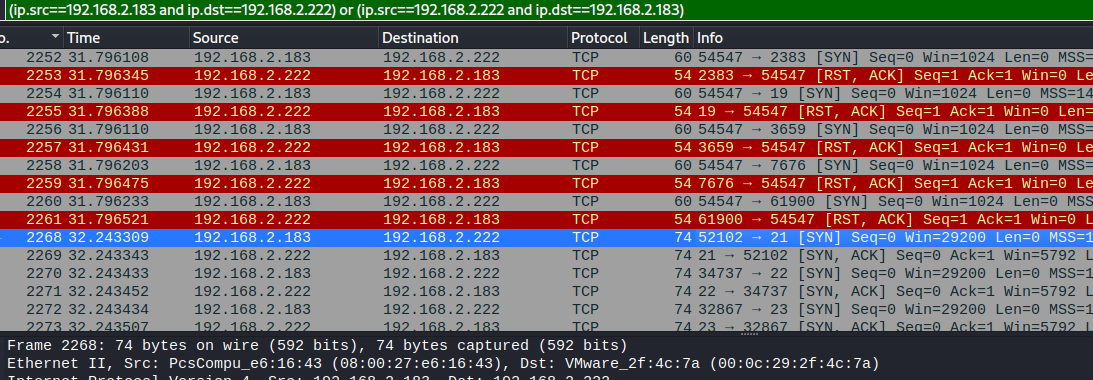 (ip.src==192.168.2.183 and ip.dst==192.168.2.222) or (ip.src==192.168.2.222 and ip.dst==192.168.2.183)
o. Time Source Destination Protocol Length Info
2252 31.796108 192.168.2.183 192.168.2.222 TCP 60 54547 → 2383 [SYN] Seq=0 Win=1024 Len=0 MSS=
2253 31.796345 192.168.2.222 192.168.2.183 TCP 54 2383 → 54547 [RST, ACK] Seq=1 Ack=1 Win=0 Le
2254 31.796110 192.168.2.183 192.168.2.222 TCP 60 54547 → 19 [SYN] Seq=0 Win=1024 Len=0 MSS=14
2255 31.796388 192.168.2.222 192.168.2.183 TCP 54 19 → 54547 [RST, ACK] Seq=1 Ack=1 Win=0 Len=
2256 31.796110 192.168.2.183 192.168.2.222 TCP 60 54547 → 3659 [SYN] Seq=0 Win=1024 Len=0 MSS=
2257 31.796431 192.168.2.222 192.168.2.183 TCP 54 3659 → 54547 [RST, ACK] Seq=1 Ack=1 Win=0 Le
2258 31.796203 192.168.2.183 192.168.2.222 TCP 60 54547 → 7676 [SYN] Seq=0 Win=1024 Len=0 MSS=
2259 31.796475 192.168.2.222 192.168.2.183 TCP 54 7676 → 54547 [RST, ACK] Seq=1 Ack=1 Win=0 Le
2260 31.796233 192.168.2.183 192.168.2.222 TCP 60 54547 → 61900 [SYN] Seq=0 Win=1024 Len=0 MSS
2261 31.796521 192.168.2.222 192.168.2.183 TCP 54 61900 → 54547 [RST, ACK] Seq=1 Ack=1 Win=0 L
2268 32.243309 192.168.2.183 192.168.2.222 TCP 74 52102 → 21 [SYN] Seq=0 Win=29200 Len=0 MSS=1
2269 32.243343 192.168.2.222 192.168.2.183 TCP 74 21 → 52102 [SYN, ACK] Seq=0 Ack=1 Win=5792 L
2270 32.243433 192.168.2.183 192.168.2.222 TCP 74 34737 → 22 [SYN] Seq=0 Win=29200 Len=0 MSS=1
2271 32.243452 192.168.2.222 192.168.2.183 TCP 74 22 → 34737 [SYN, ACK] Seq=0 Ack=1 Win=5792 L
2272 32.243434 192.168.2.183 192.168.2.222 TCP 74 32867 → 23 [SYN] Seq=0 Win=29200 Len=0 MSS=1
2273 32.243507 192.168.2.222 192.168.2.183 TCP 74 23 → 32867 [SYN, ACK] Seq=0 Ack=1 Win=5792 L
Frame 2268: 74 bytes on wire (592 bits), 74 bytes captured (592 bits)
Ethernet II, Src: PcsCompu_e6:16:43 (08:00:27:e6:16:43), Dst: VMware_2f:4c:7a (00:0c:29:2f:4c:7a)
Internet Protocol Version 4, Src: 192.168.2.183, Dst: 192.168.2.222